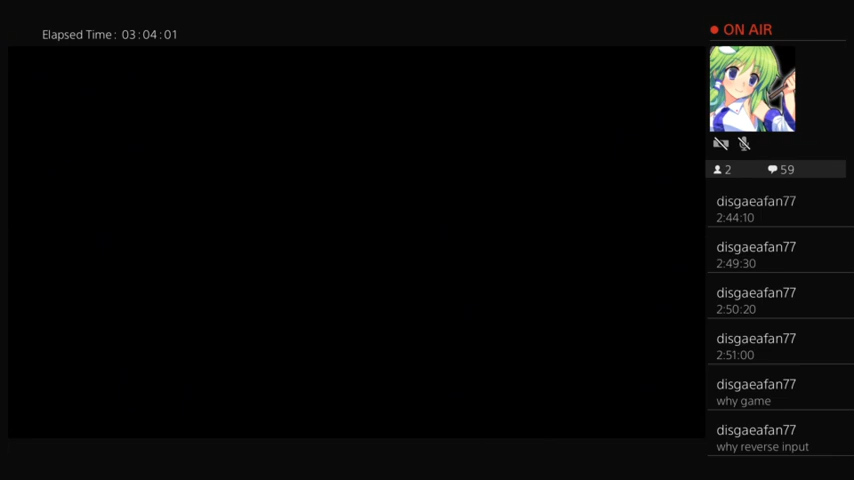 Elapsed Time: 03:04:01
ON AIR
2
59
disgaeafan77
2:44:10
disgaeafan77
2:49:30
disgaeafan77
2:50:20
disgaeafan77
2:51:00
disgaeafan77
why game
disgaeafan77
why reverse input